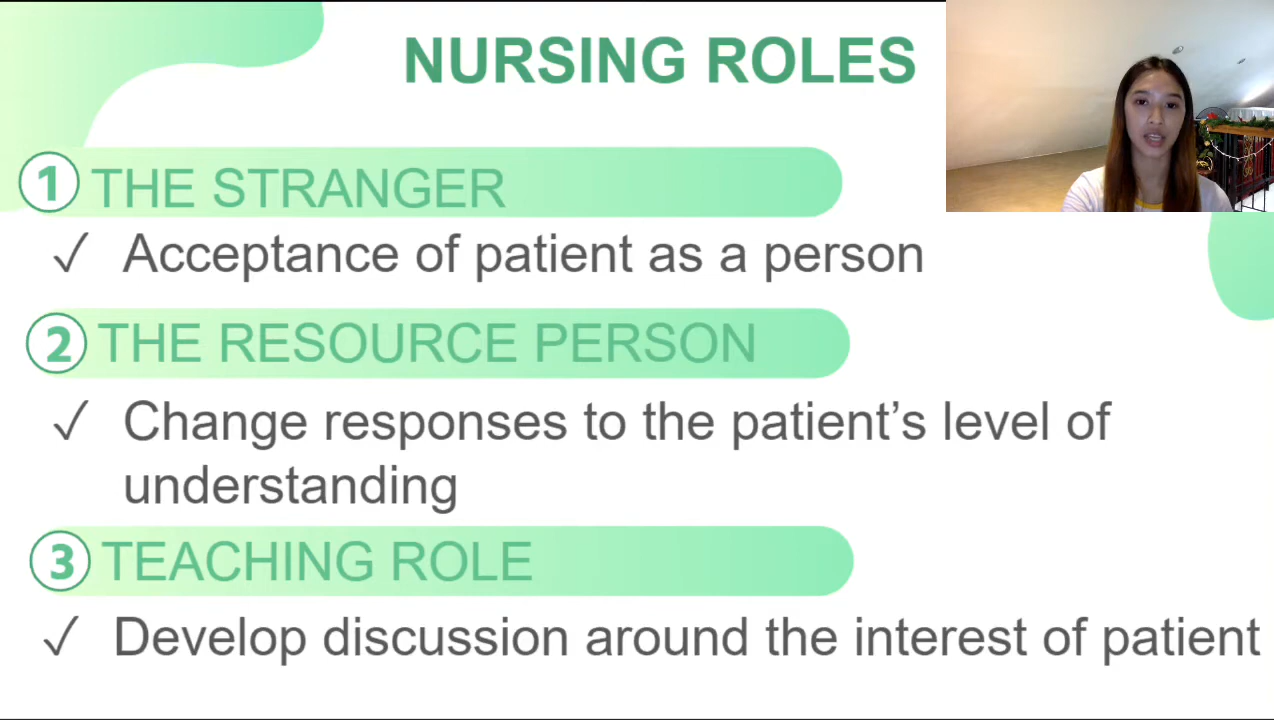 NURSING ROLES
1 THE STRANGER
✓ Acceptance of patient as a person
2 THE RESOURCE PERSON
✓ Change responses to the patient’s level of
understanding
3 TEACHING ROLE
✓ Develop discussion around the interest of patient